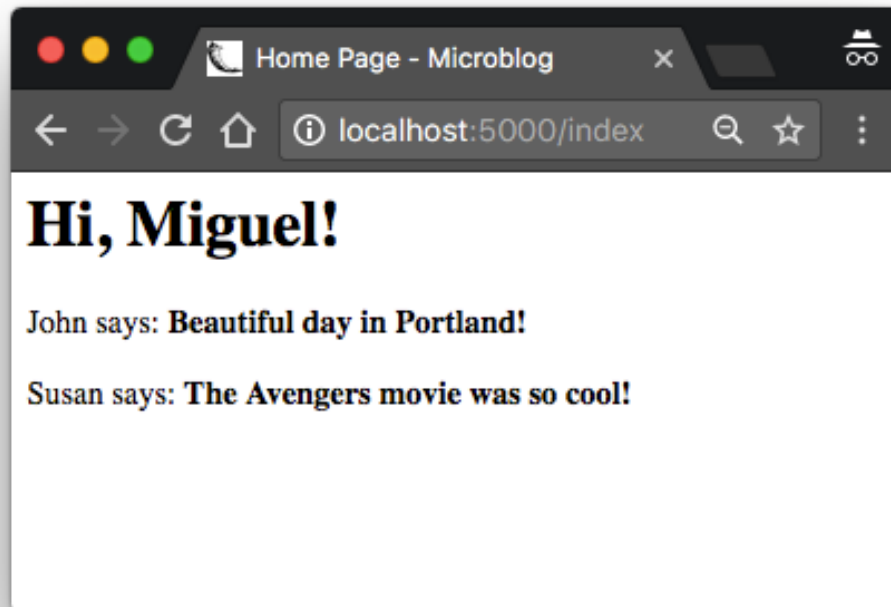 Home Page - Microblog
localhost:5000/index
Hi, Miguel!
John says: Beautiful day in Portland!
Susan says: The Avengers movie was so cool!